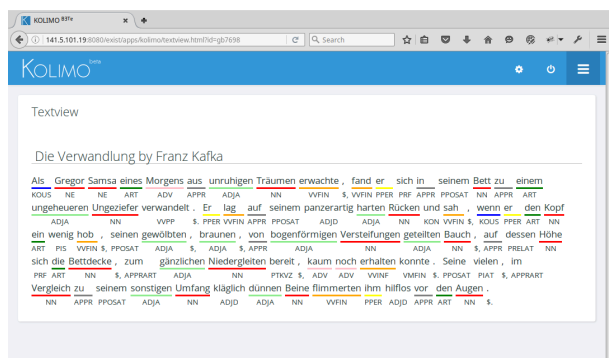 KOLIMO BETe
141.5.101.19:8080/exist/apps/kolimo/textview.html?id=gb7698
Search
KOLIMO beta
Textview
Die Verwandlung by Franz Kafka
Als Gregor Samsa eines Morgens aus unruhigen Träumen erwachte , fand er sich in seinem Bett zu einem
KOUS NE NE ART ADV APPR ADJA NN VVFIN $, VVFIN PPER PRF APPR PPOSAT NN APPR ART
ungeheueren Ungeziefer verwandelt . Er lag auf seinem panzerartig harten Rücken und sah , wenn er den Kopf
ADJA NN VVPP $. PPER VVFIN APPR PPOSAT ADJD ADJA NN KON VVFIN $, KOUS PPER ART NN
ein wenig hob , seinen gewölbten , braunen , von bogenförmigen Versteifungen geteilten Bauch , auf dessen Höhe
ART PIS VVFIN $, PPOSAT ADJA $, ADJA $, APPR ADJA NN ADJA NN $, APPR PRELAT NN
sich die Bettdecke , zum gänzlichen Niedergleiten bereit , kaum noch erhalten konnte . Seine vielen , im
PRF ART NN $, APPRART ADJA NN PTKVZ $, ADV ADV VVINF VMFIN $. PPOSAT PIAT $, APPRART
Vergleich zu seinem sonstigen Umfang kläglich dünnen Beine flimmerten ihm hilflos vor den Augen .
NN APPR PPOSAT ADJA NN ADJD ADJA NN VVFIN PPER ADJD APPR ART NN $.